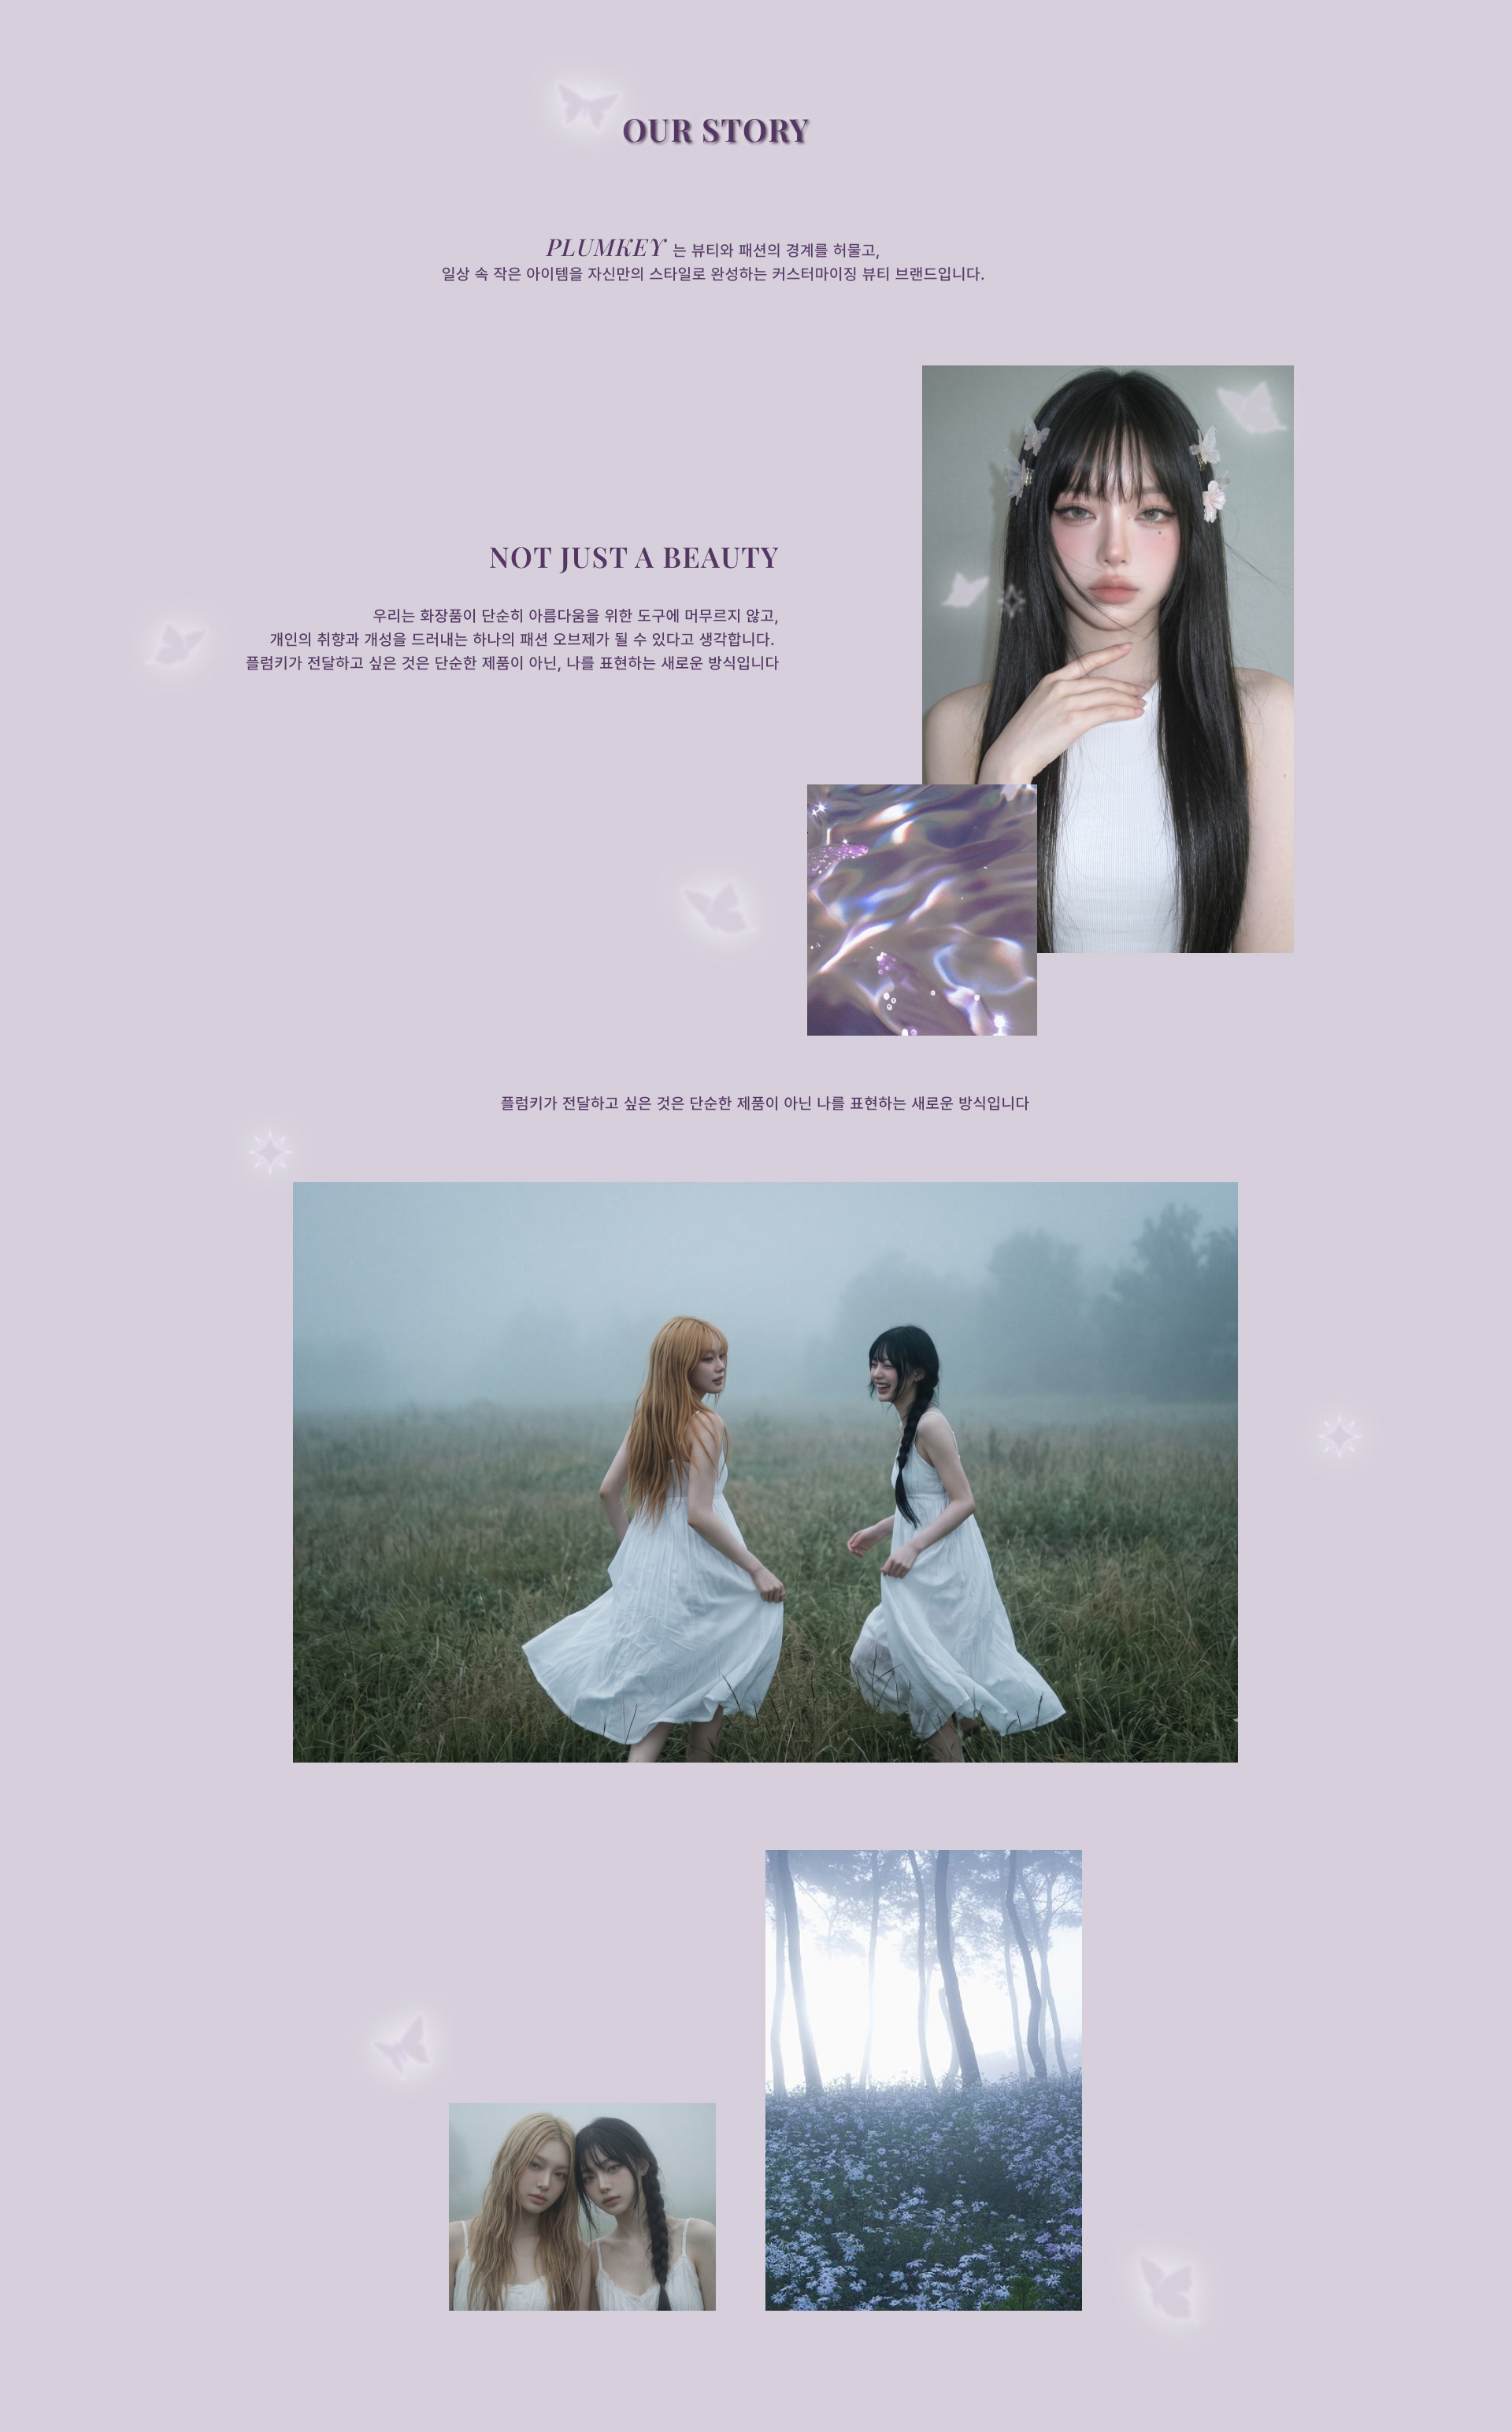 OUR STORY
PLUMKEY 는 뷰티와 패션의 경계를 허물고,
일상 속 작은 아이템을 자신만의 스타일로 완성하는 커스터마이징 뷰티 브랜드입니다.
NOT JUST A BEAUTY
우리는 화장품이 단순히 아름다움을 위한 도구에 머무르지 않고,
개인의 취향과 개성을 드러내는 하나의 패션 오브제가 될 수 있다고 생각합니다.
플럼키가 전달하고 싶은 것은 단순한 제품이 아닌, 나를 표현하는 새로운 방식입니다
플럼키가 전달하고 싶은 것은 단순한 제품이 아닌 나를 표현하는 새로운 방식입니다